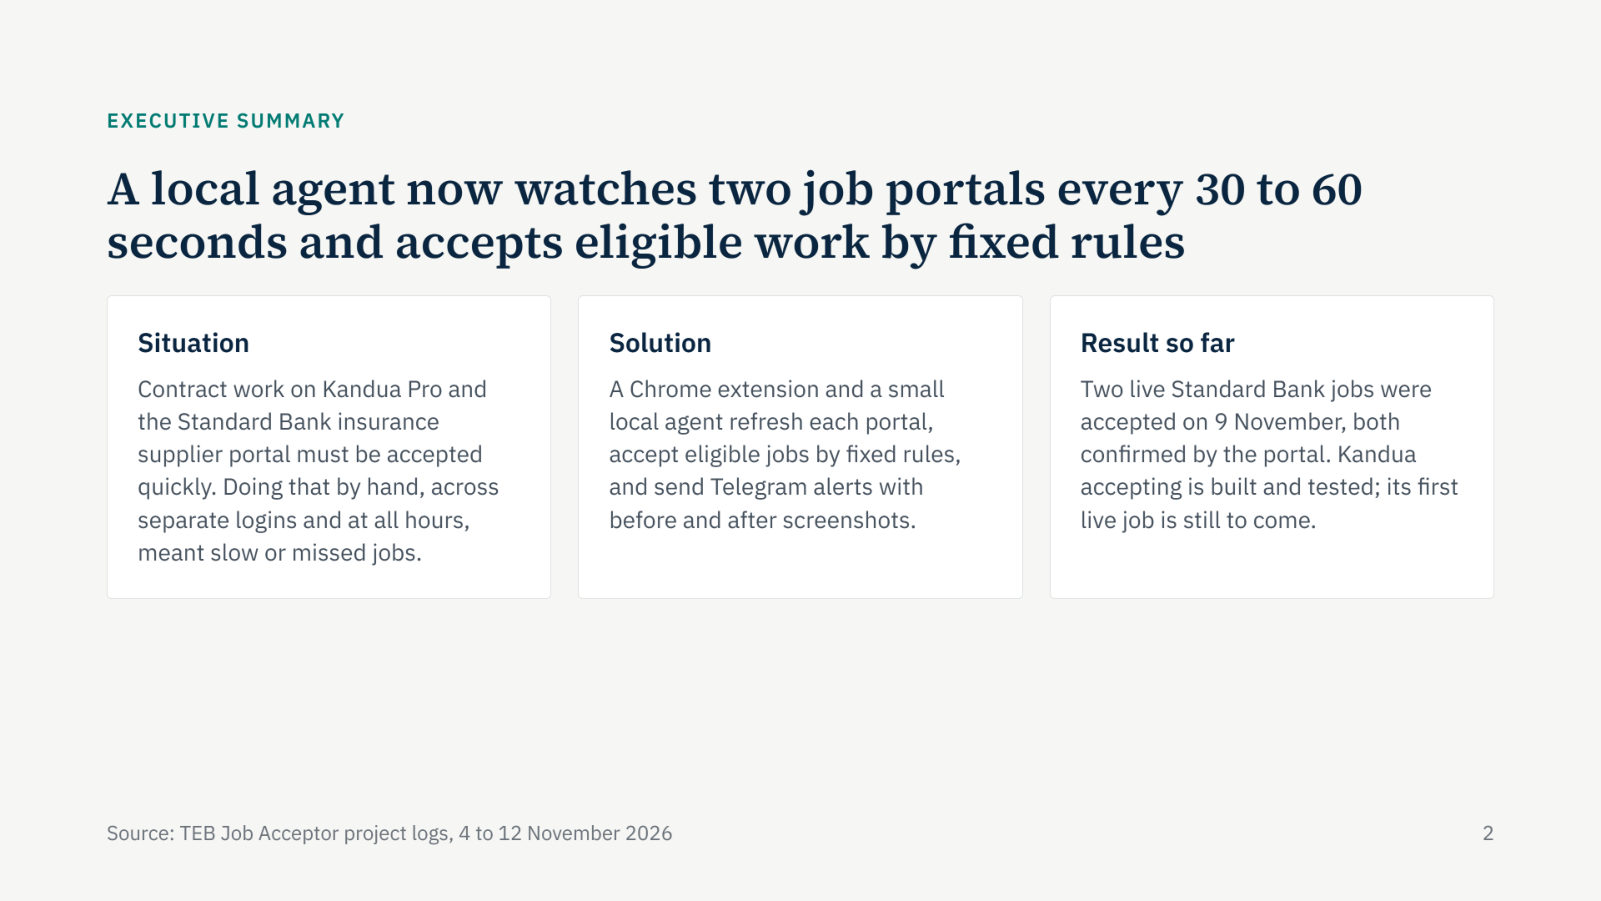 EXECUTIVE SUMMARY
A local agent now watches two job portals every 30 to 60
seconds and accepts eligible work by fixed rules
Situation
Contract work on Kandua Pro and
the Standard Bank insurance
supplier portal must be accepted
quickly. Doing that by hand, across
separate logins and at all hours,
meant slow or missed jobs.
Solution
A Chrome extension and a small
local agent refresh each portal,
accept eligible jobs by fixed rules,
and send Telegram alerts with
before and after screenshots.
Result so far
Two live Standard Bank jobs were
accepted on 9 November, both
confirmed by the portal. Kandua
accepting is built and tested; its first
live job is still to come.
Source: TEB Job Acceptor project logs, 4 to 12 November 2026
2